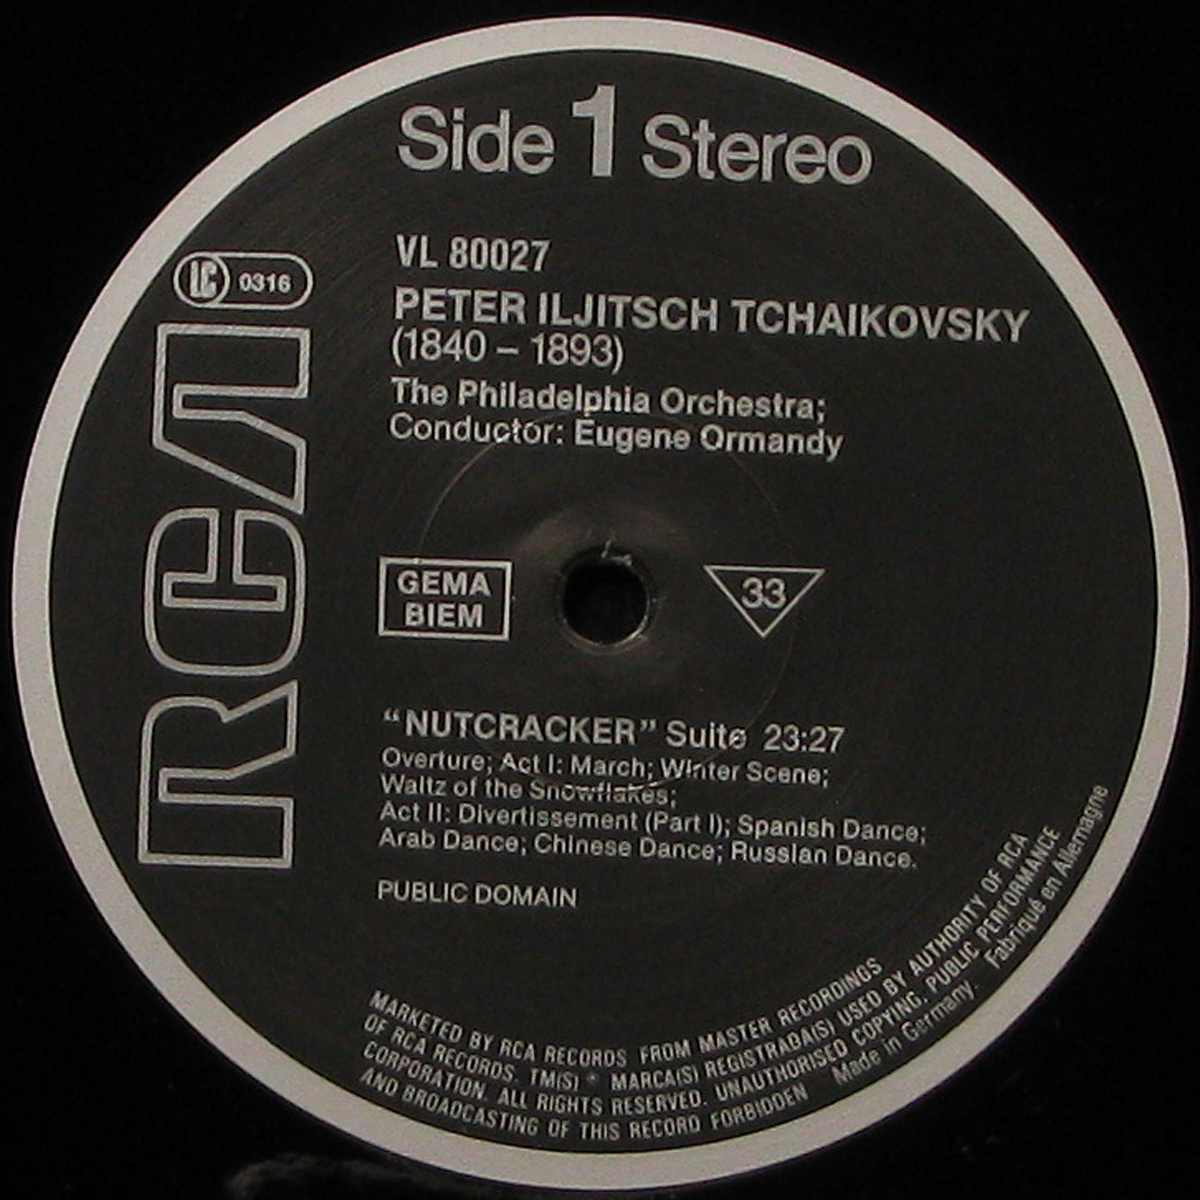 Side 1 Stereo
VL 80027
LC 0316
PETER ILJITSCH TCHAIKOVSKY
(1840 – 1893)
The Philadelphia Orchestra;
Conductor: Eugene Ormandy
RCA
GEMA
BIEM
33
“NUTCRACKER” Suite 23:27
Overture; Act I: March; Winter Scene;
Waltz of the Snowflakes;
Act II: Divertissement (Part I); Spanish Dance;
Arab Dance; Chinese Dance; Russian Dance.
PUBLIC DOMAIN
MARKETED BY RCA RECORDS FROM MASTER RECORDINGS
OF RCA RECORDS. TM(S) ® MARCA(S) REGISTRADA(S) USED BY AUTHORITY OF RCA
CORPORATION. ALL RIGHTS RESERVED. UNAUTHORISED COPYING, PUBLIC PERFORMANCE
AND BROADCASTING OF THIS RECORD FORBIDDEN Made in Germany. Fabriqué en Allemagne